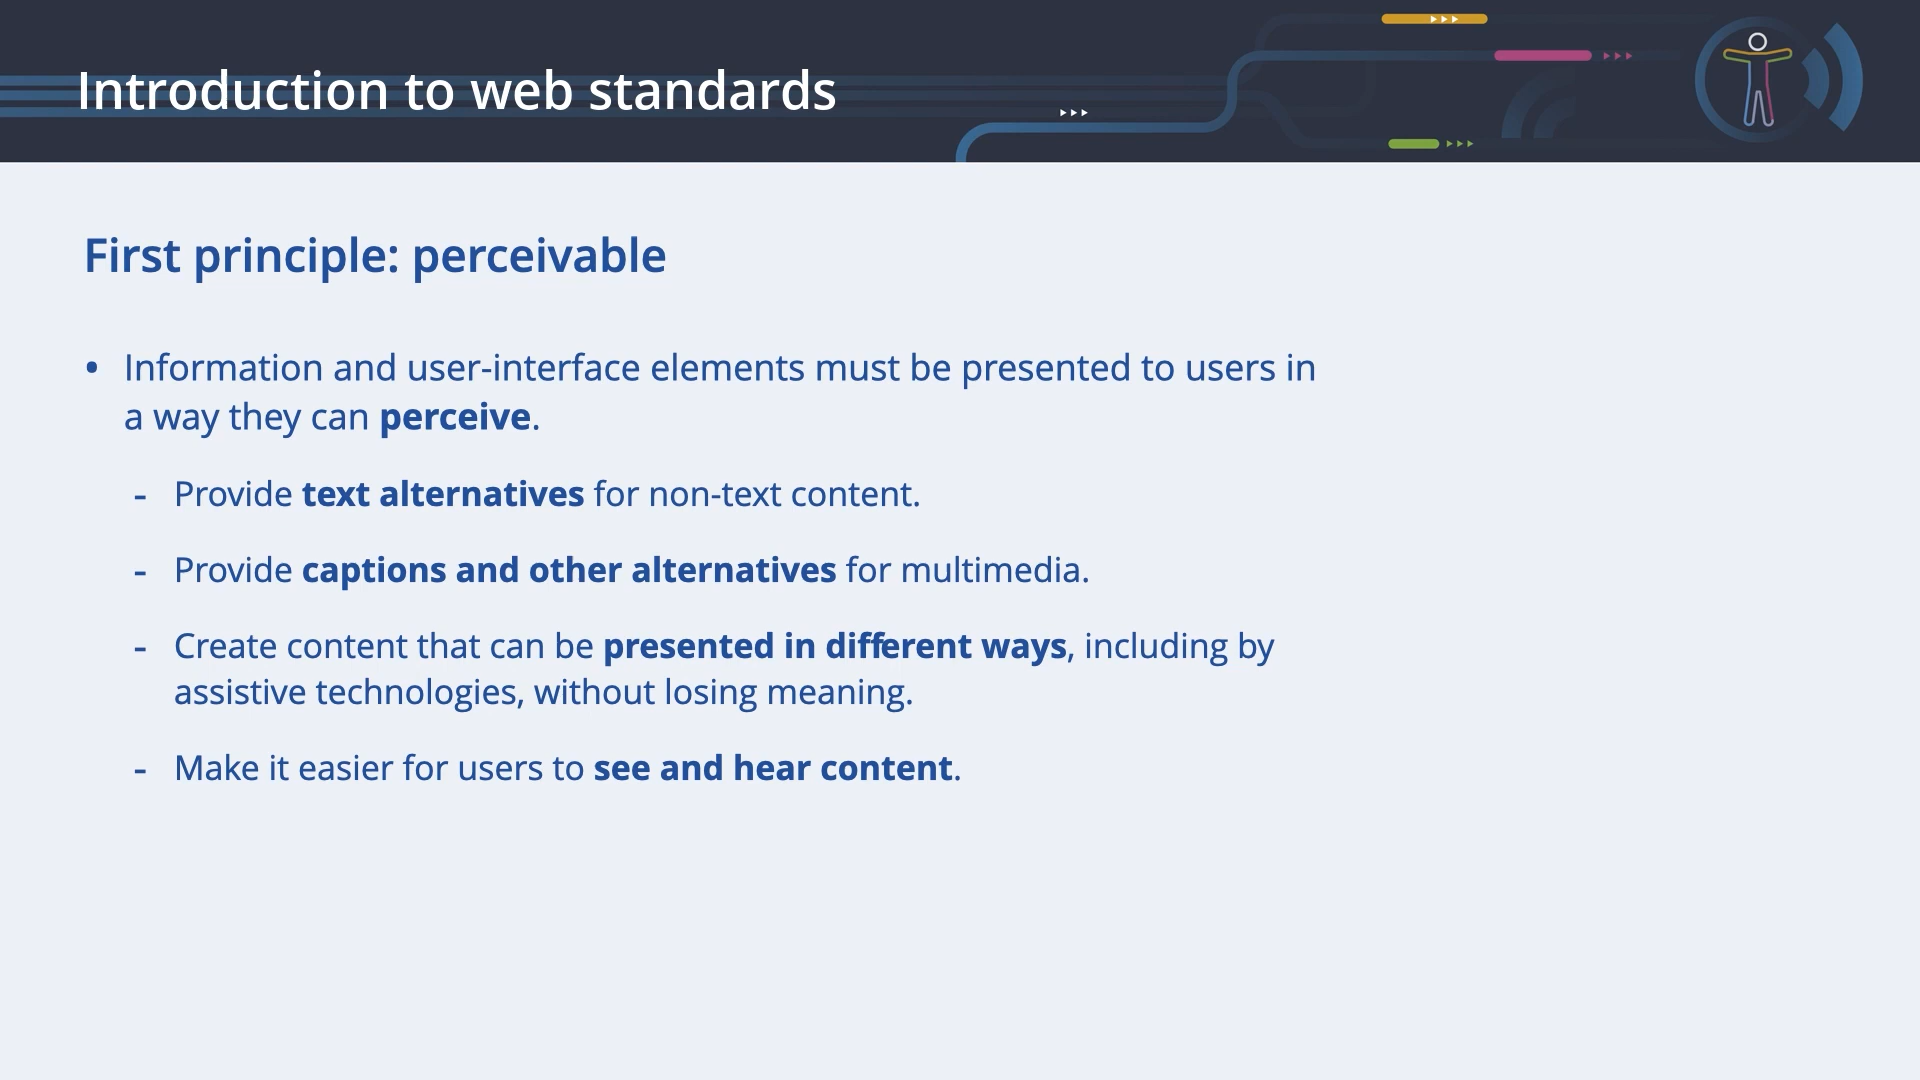 Introduction to web standards
First principle: perceivable
• Information and user-interface elements must be presented to users in
a way they can perceive.
- Provide text alternatives for non-text content.
- Provide captions and other alternatives for multimedia.
- Create content that can be presented in different ways, including by
assistive technologies, without losing meaning.
- Make it easier for users to see and hear content.